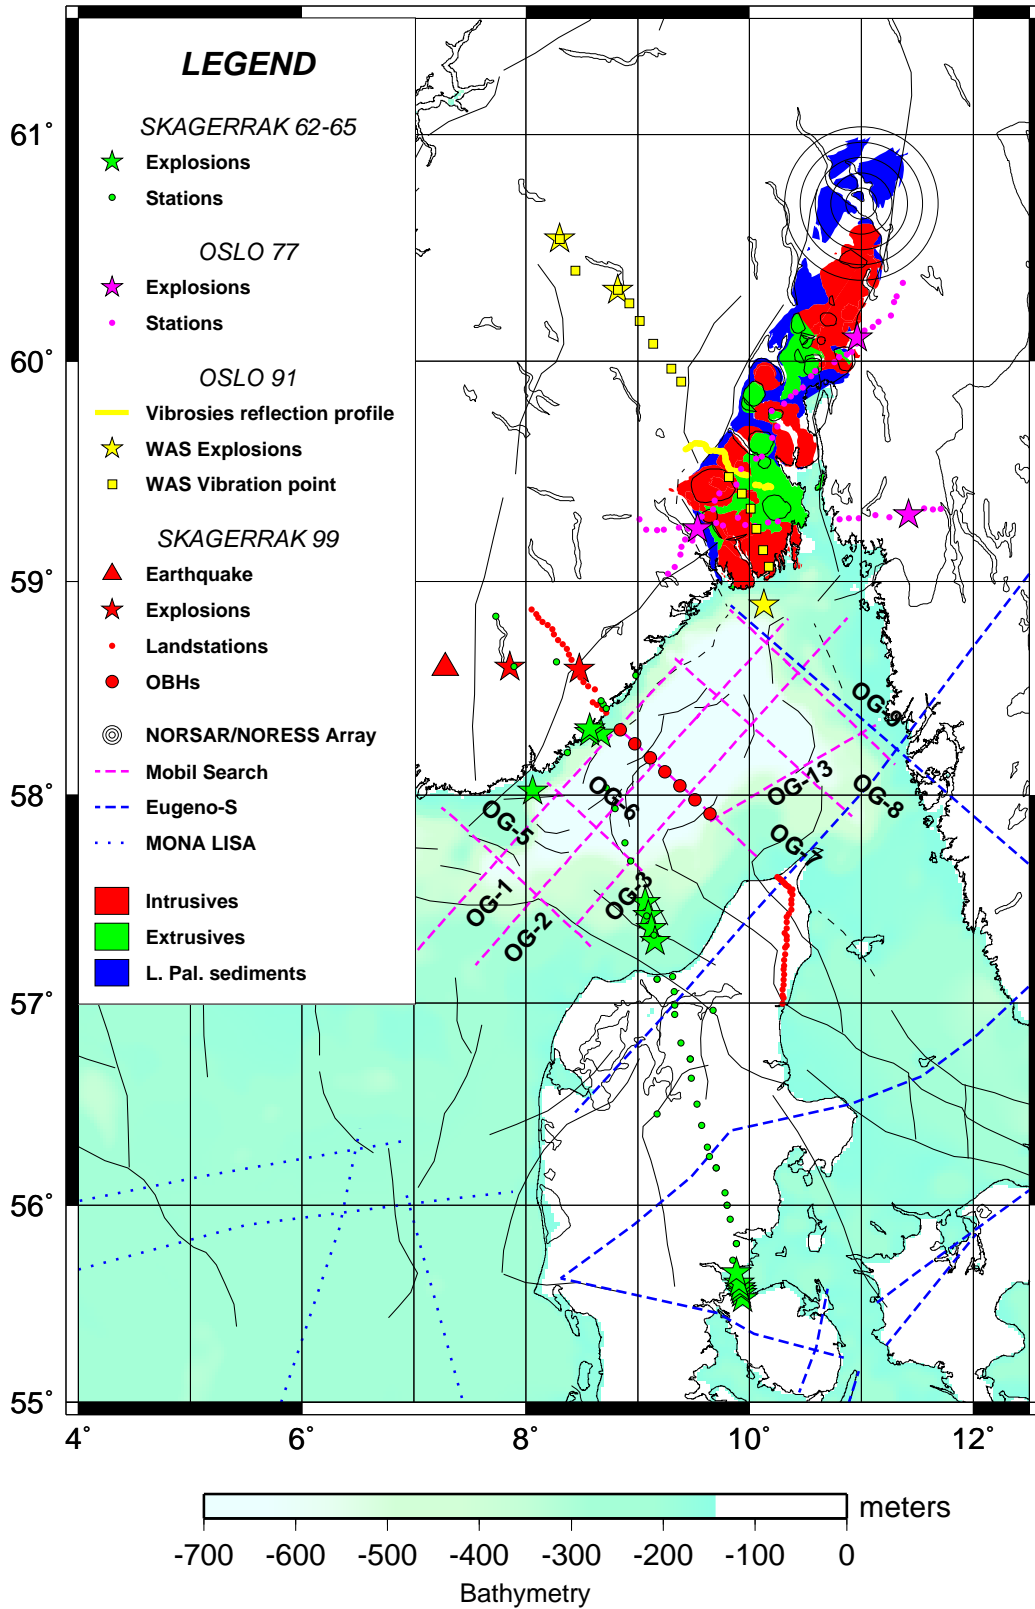 LEGEND
SKAGERRAK 62-65
Explosions
Stations
OSLO 77
Explosions
Stations
OSLO 91
Vibrosies reflection profile
WAS Explosions
WAS Vibration point
SKAGERRAK 99
Earthquake
Explosions
Landstations
OBHs
NORSAR/NORESS Array
Mobil Search
Eugeno-S
MONA LISA
Intrusives
Extrusives
L. Pal. sediments
61˚
60˚
59˚
58˚
57˚
56˚
55˚
OG-9
OG-13
OG-8
OG-6
OG-5
OG-7
OG-3
OG-1
OG-2
4˚ 6˚ 8˚ 10˚ 12˚
meters
-700 -600 -500 -400 -300 -200 -100 0
Bathymetry